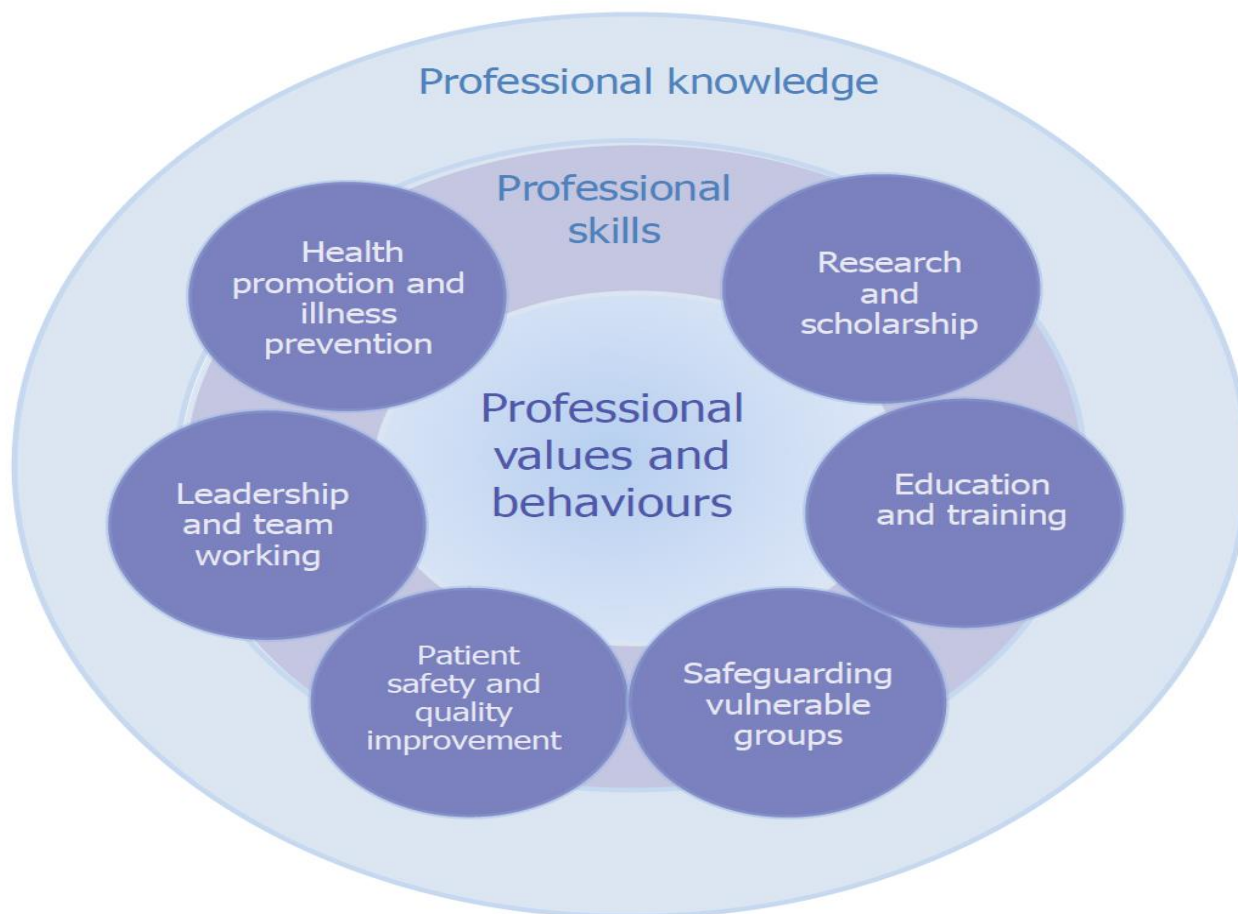 Professional knowledge
Professional
skills
Health
promotion and
illness
prevention
Research
and
scholarship
Professional
values and
behaviours
Leadership
and team
working
Education
and training
Patient
safety and
quality
improvement
Safeguarding
vulnerable
groups